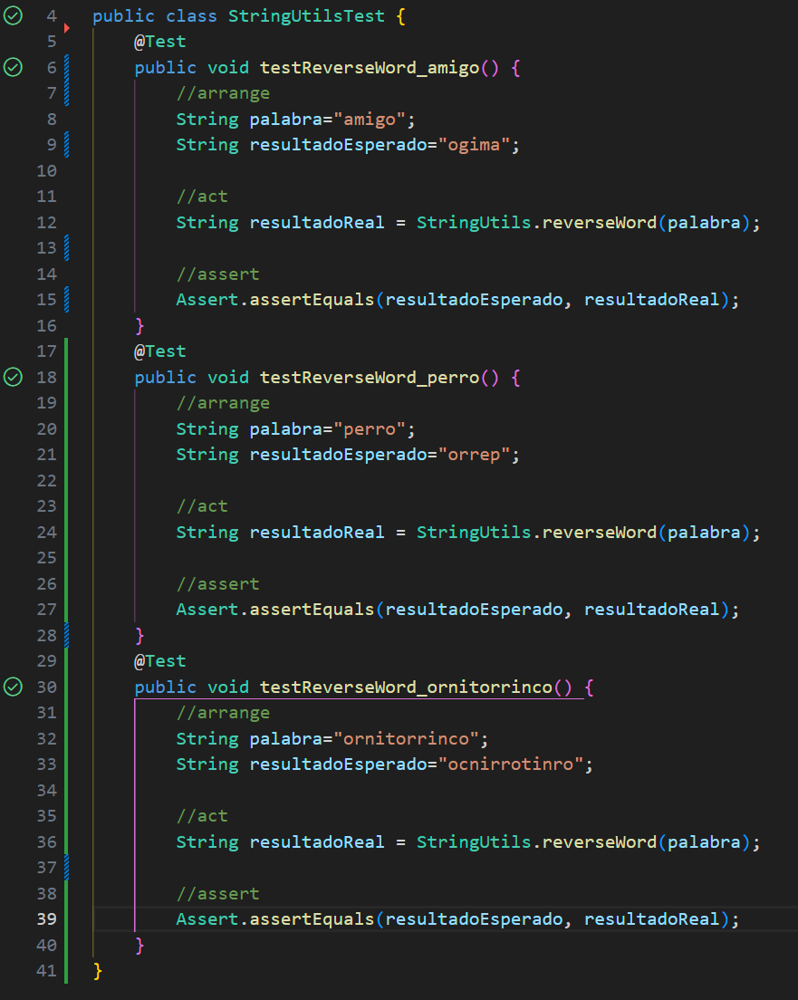 4 public class StringUtilsTest {
5 @Test
6 public void testReverseWord_amigo() {
7 //arrange
8 String palabra="amigo";
9 String resultadoEsperado="ogima";
10
11 //act
12 String resultadoReal = StringUtils.reverseWord(palabra);
13
14 //assert
15 Assert.assertEquals(resultadoEsperado, resultadoReal);
16 }
17 @Test
18 public void testReverseWord_perro() {
19 //arrange
20 String palabra="perro";
21 String resultadoEsperado="orrep";
22
23 //act
24 String resultadoReal = StringUtils.reverseWord(palabra);
25
26 //assert
27 Assert.assertEquals(resultadoEsperado, resultadoReal);
28 }
29 @Test
30 public void testReverseWord_ornitorrinco() {
31 //arrange
32 String palabra="ornitorrinco";
33 String resultadoEsperado="ocnirrotinro";
34
35 //act
36 String resultadoReal = StringUtils.reverseWord(palabra);
37
38 //assert
39 Assert.assertEquals(resultadoEsperado, resultadoReal);
40 }
41 }